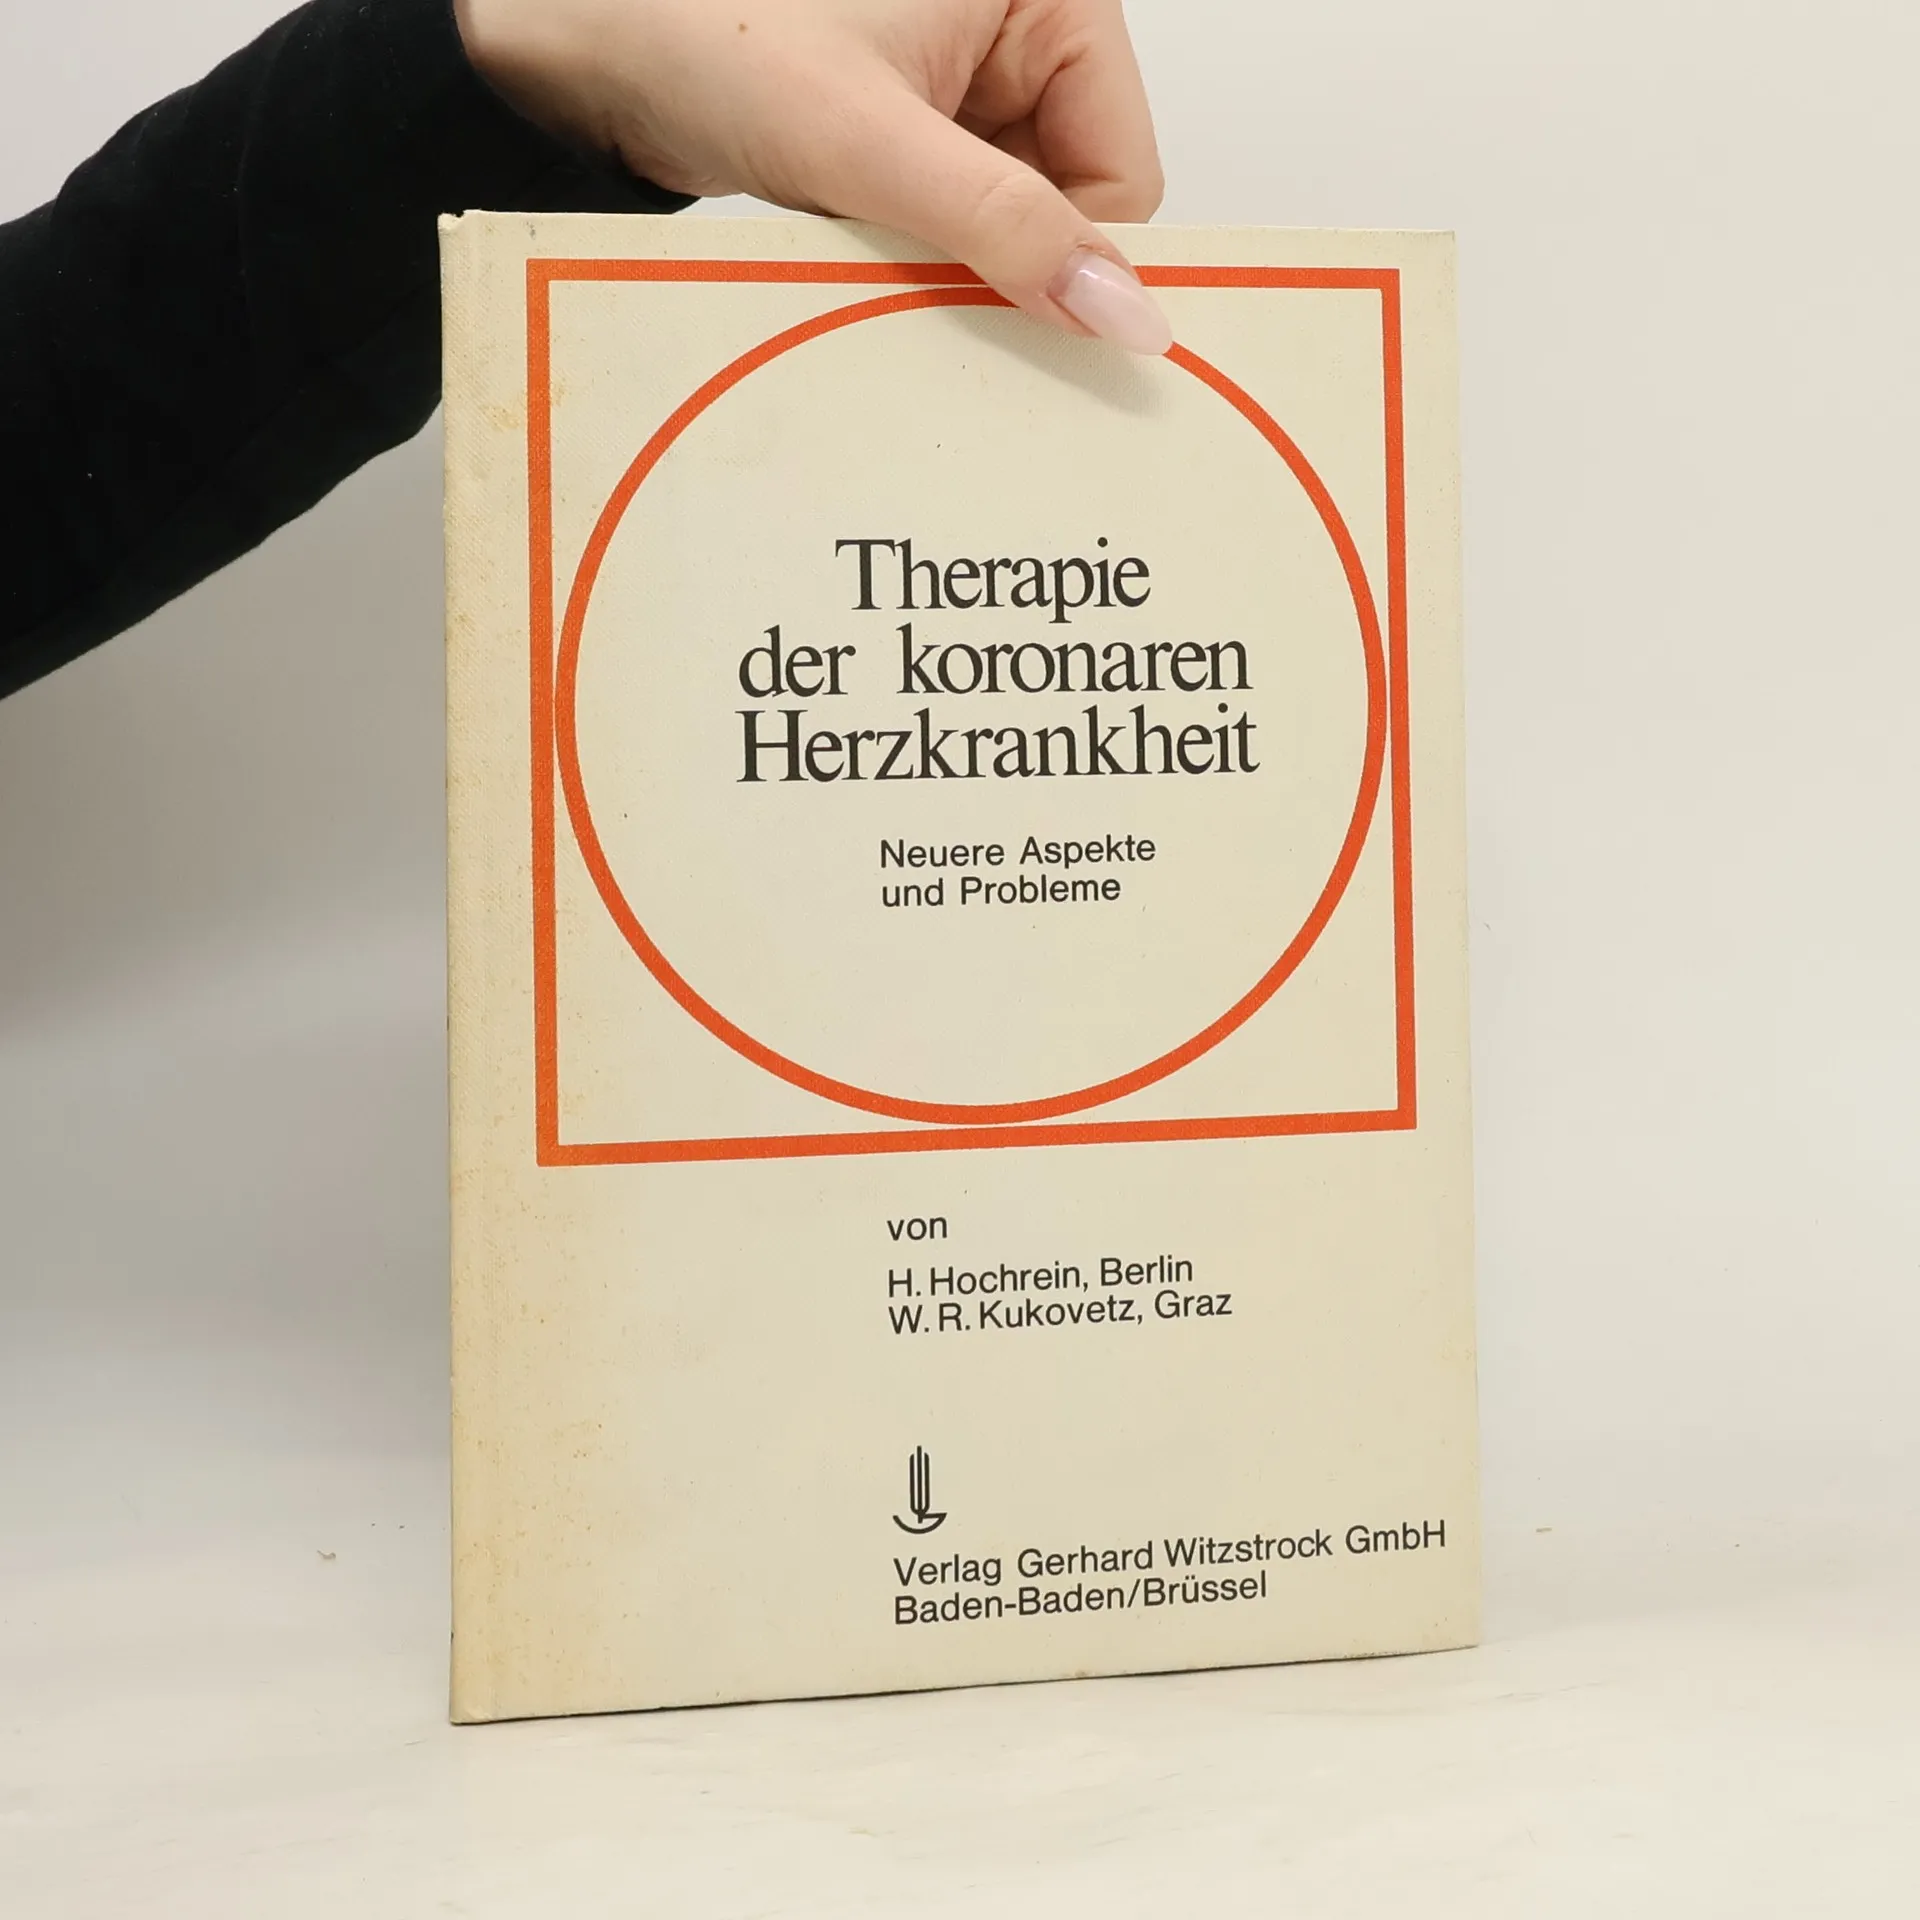 Therapie
der koronaren
Herzkrankheit
Neuere Aspekte
und Probleme
von
H. Hochrein, Berlin
W. R. Kukovetz, Graz
Verlag Gerhard Witzstrock GmbH
Baden-Baden/Brüssel